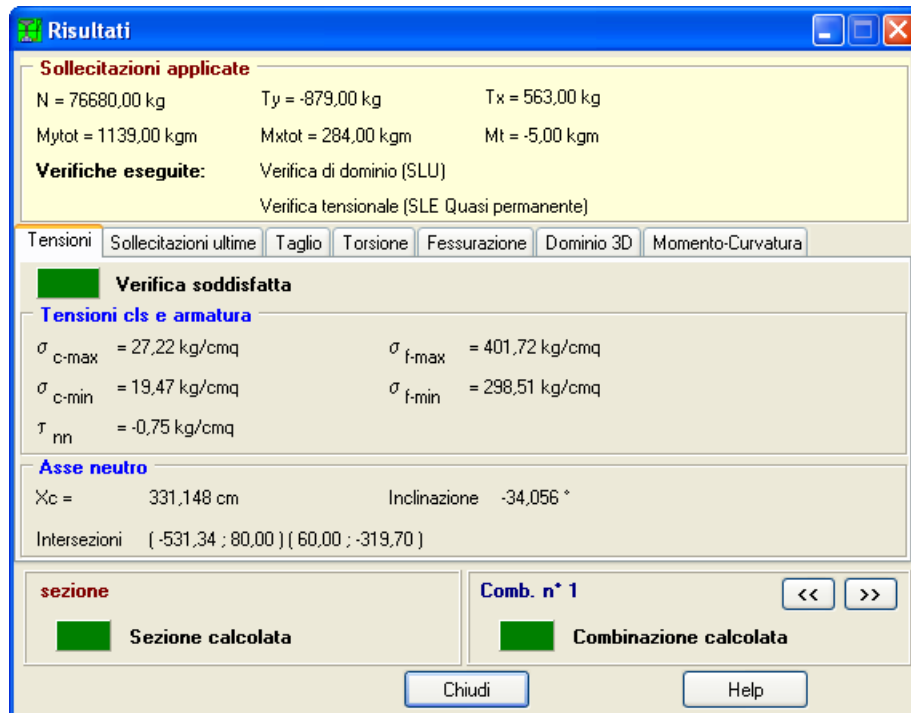 Risultati
Sollecitazioni applicate
N = 76680,00 kg Ty = -879,00 kg Tx = 563,00 kg
Mytot = 1139,00 kgm Mxtot = 284,00 kgm Mt = -5,00 kgm
Verifiche eseguite: Verifica di dominio (SLU)
Verifica tensionale (SLE Quasi permanente)
Tensioni Sollecitazioni ultime Taglio Torsione Fessurazione Dominio 3D Momento-Curvatura
Verifica soddisfatta
Tensioni cls e armatura
σ c-max = 27,22 kg/cmq σ f-max = 401,72 kg/cmq
σ c-min = 19,47 kg/cmq σ f-min = 298,51 kg/cmq
τ nn = -0,75 kg/cmq
Asse neutro
Xc = 331,148 cm Inclinazione -34,056 °
Intersezioni ( -531,34 ; 80,00 ) ( 60,00 ; -319,70 )
sezione Comb. n° 1 << >>
Sezione calcolata Combinazione calcolata
Chiudi Help